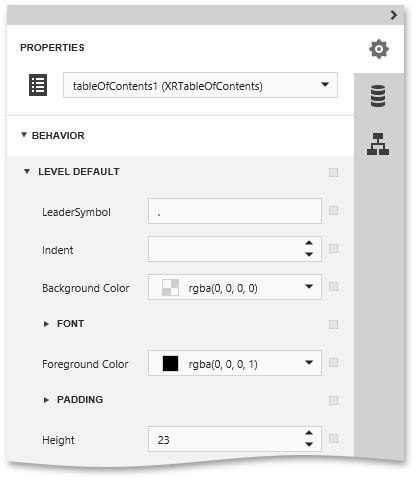 PROPERTIES
tableOfContents1 (XRTableOfContents)
BEHAVIOR
LEVEL DEFAULT
LeaderSymbol .
Indent
Background Color rgba(0, 0, 0, 0)
FONT
Foreground Color rgba(0, 0, 0, 1)
PADDING
Height 23